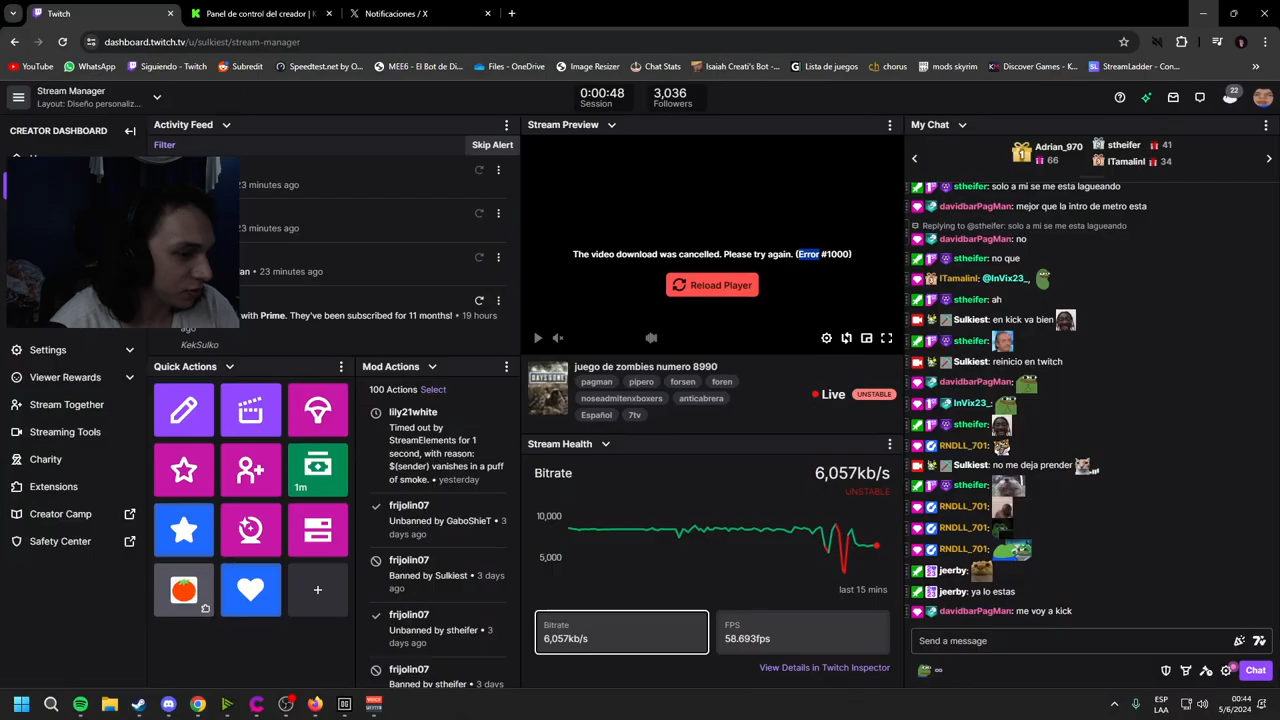 Twitch
Panel de control del creador |
Notificaciones / X
dashboard.twitch.tv/u/sulkiest/stream-manager
YouTube
WhatsApp
Siguiendo - Twitch
Subredit
Speedtest.net by O...
MEE6 - El Bot de Di...
Files - OneDrive
Image Resizer
Chat Stats
Isaiah Creati's Bot -...
Lista de juegos
chorus
mods skyrim
Discover Games - K...
StreamLadder - Cre...
Stream Manager
Layout: Diseño personaliz...
0:00:48
Session
3,036
Followers
22
CREATOR DASHBOARD
Settings
Viewer Rewards
Stream Together
Streaming Tools
Charity
Extensions
Creator Camp
Safety Center
Activity Feed
Filter
Skip Alert
23 minutes ago
23 minutes ago
an • 23 minutes ago
with Prime. They've been subscribed for 11 months! • 19 hours
ago
KekSulko
Quick Actions
1m
+
Mod Actions
100 Actions Select
lily21white
Timed out by
StreamElements for 1
second, with reason:
$(sender) vanishes in a puff
of smoke. • yesterday
frijolin07
Unbanned by GaboShieT • 3
days ago
frijolin07
Banned by Sulkiest • 3 days
ago
frijolin07
Unbanned by stheifer • 3
days ago
frijolin07
Banned by stheifer • 3
Stream Preview
The video download was cancelled. Please try again. (Error #1000)
Reload Player
juego de zombies numero 8990
pagman
pipero
forsen
foren
noseadmitenxboxers
anticabrera
Español
7tv
Live
UNSTABLE
DAYS GONE
Stream Health
Bitrate
6,057kb/s
UNSTABLE
10,000
5,000
last 15 mins
Bitrate
6,057kb/s
FPS
58.693fps
View Details in Twitch Inspector
My Chat
1
Adrian_970
66
stheifer
41
ITamalinI
34
stheifer: solo a mi se me esta lagueando
davidbarPagMan: mejor que la intro de metro esta
Replying to @stheifer: solo a mi se me esta lagueando
davidbarPagMan: no
stheifer: no que
ITamalinI: @InVix23_,
stheifer: ah
Sulkiest: en kick va bien
stheifer:
Sulkiest: reinicio en twitch
davidbarPagMan:
InVix23_:
stheifer:
RNDLL_701:
Sulkiest: no me deja prender
stheifer:
RNDLL_701:
RNDLL_701:
RNDLL_701:
jeerby:
jeerby: ya lo estas
davidbarPagMan: me voy a kick
Send a message
Chat
ESP
LAA
00:44
5/6/2024